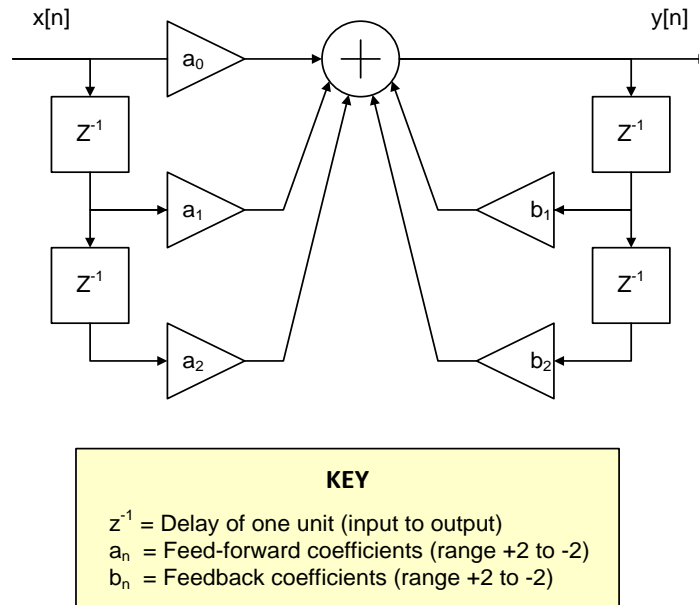 x[n] y[n]
a₀
Z⁻¹ Z⁻¹
a₁ b₁
Z⁻¹ Z⁻¹
a₂ b₂
KEY
z⁻¹ = Delay of one unit (input to output)
aₙ = Feed-forward coefficients (range +2 to -2)
bₙ = Feedback coefficients (range +2 to -2)